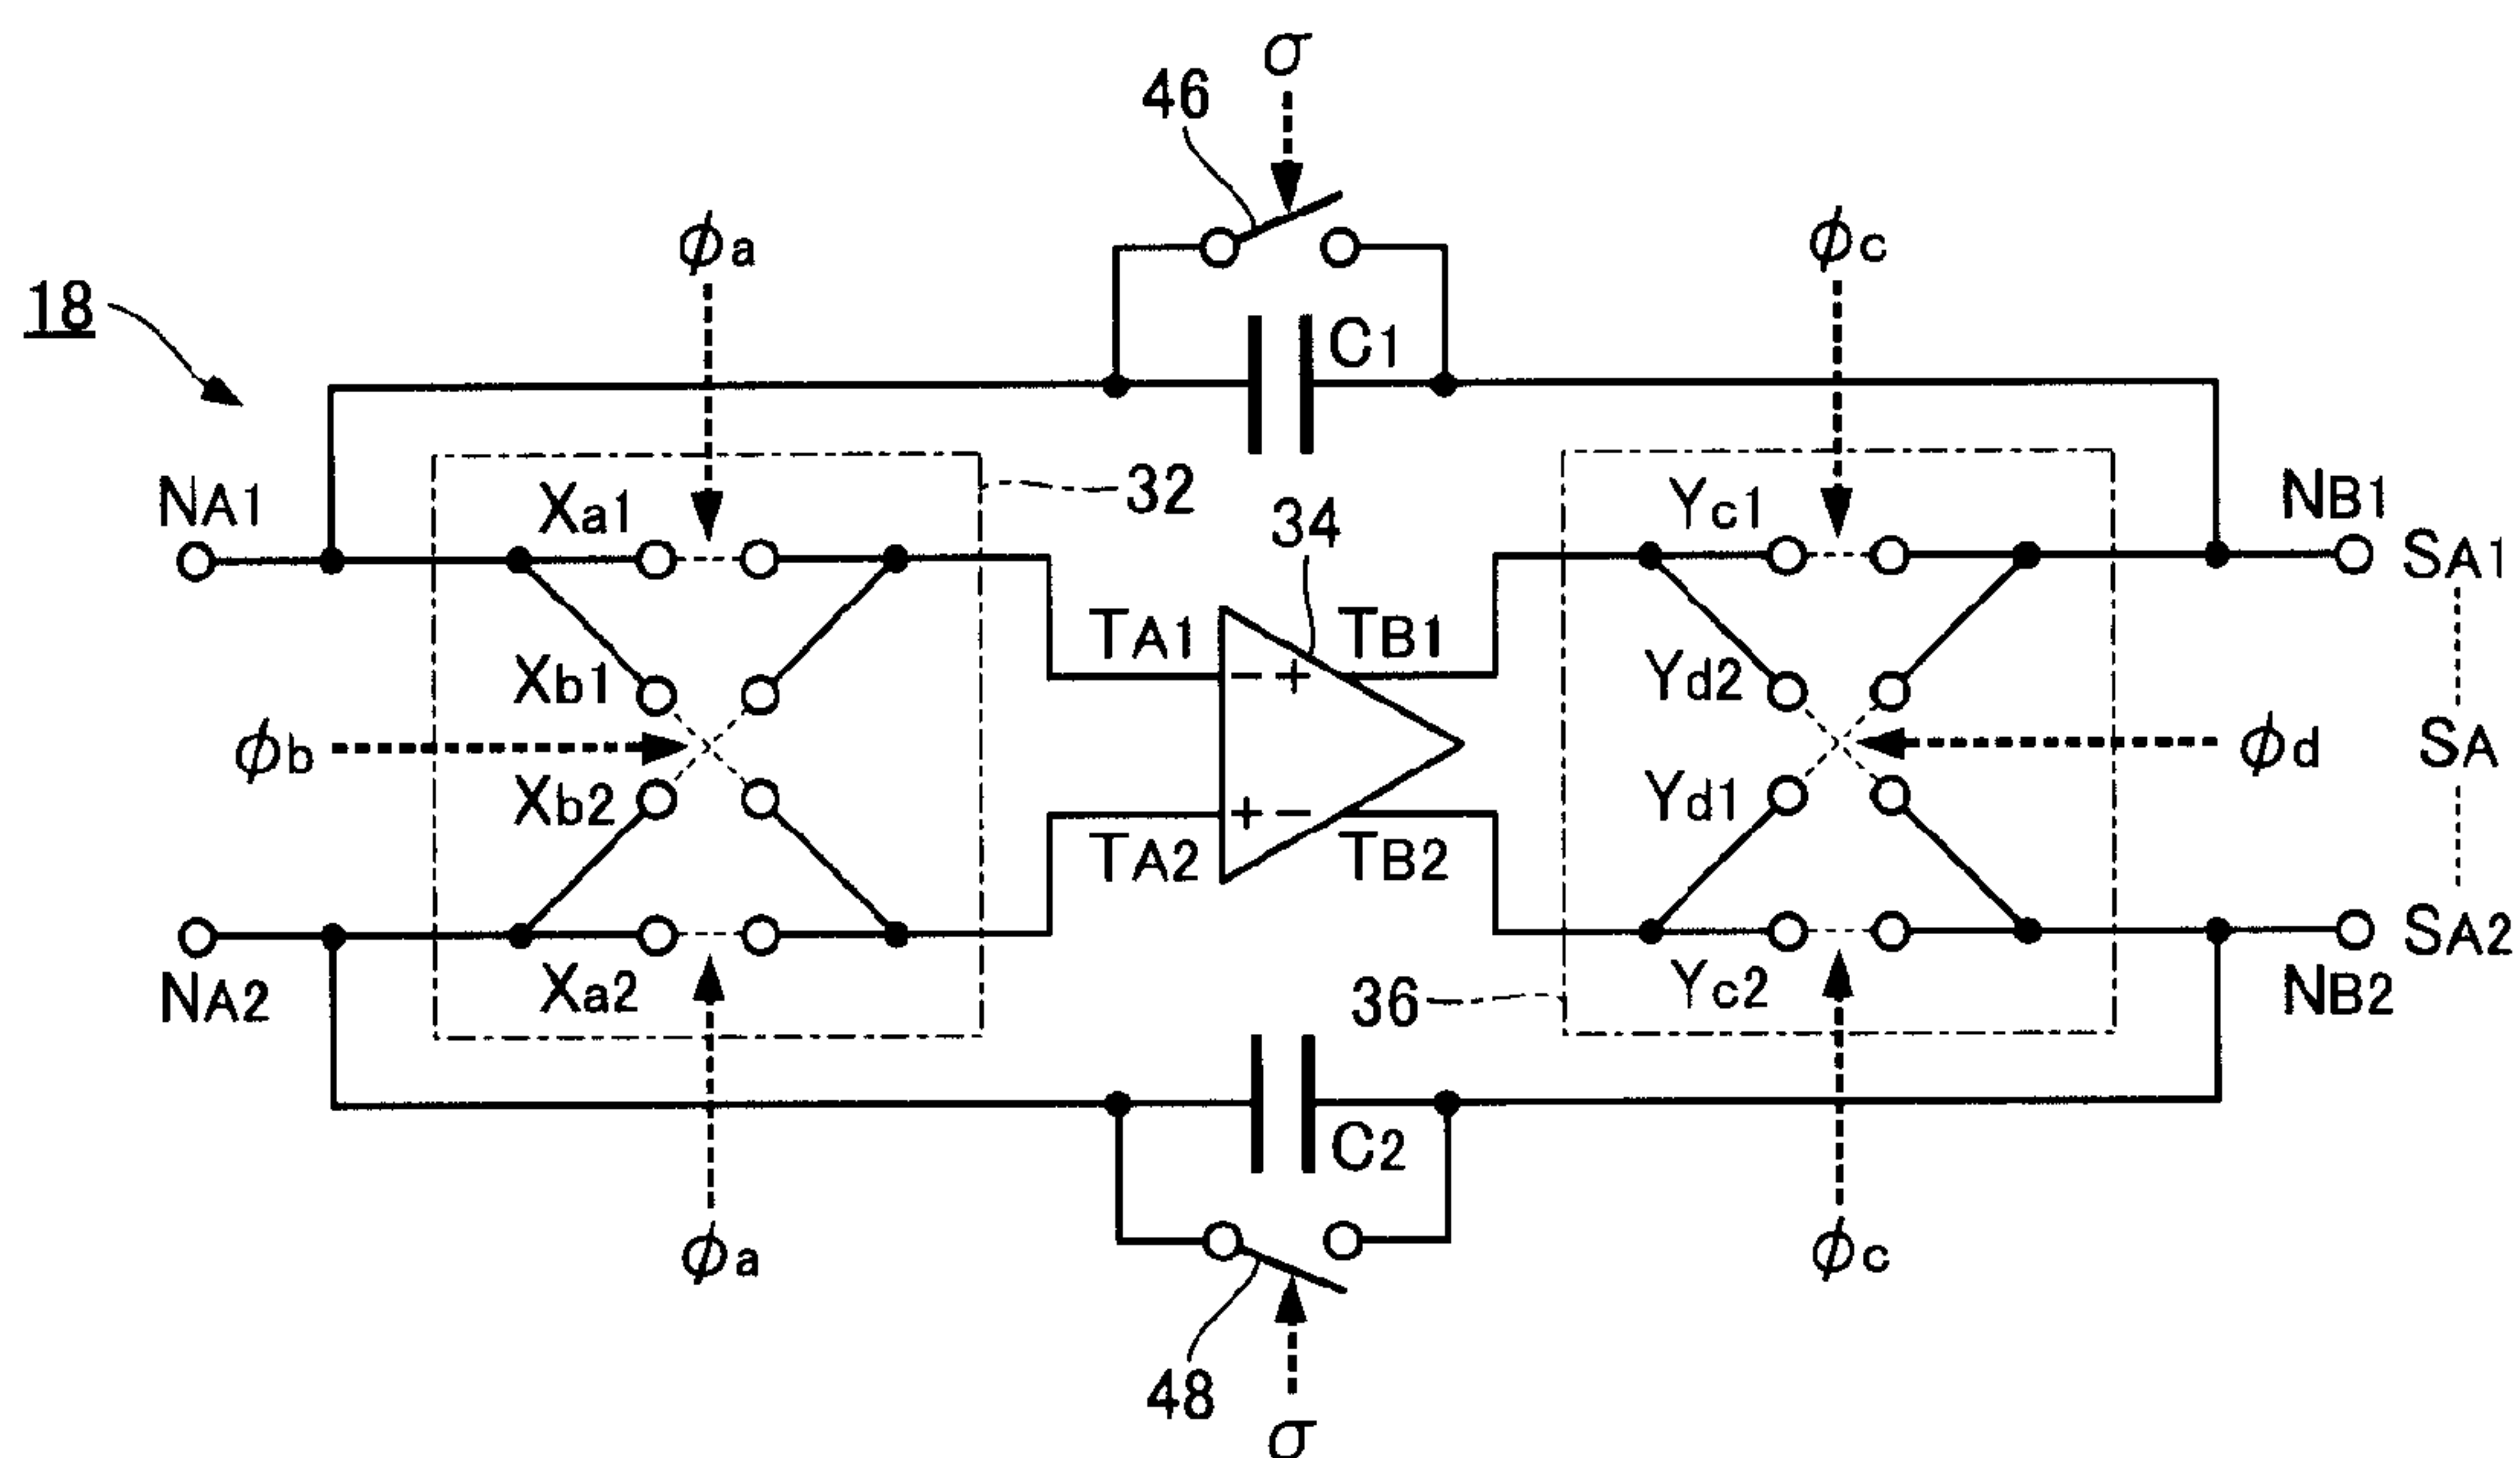 σ
46
ϕa
ϕc
18
C1
NA1
Xa1
32
34
Yc1
NB1
SA1
TA1
− +
TB1
Xb1
Yd2
ϕb
ϕd
SA
Xb2
Yd1
+ −
TA2
TB2
SA2
NA2
Xa2
36
Yc2
NB2
C2
ϕa
ϕc
48
σ